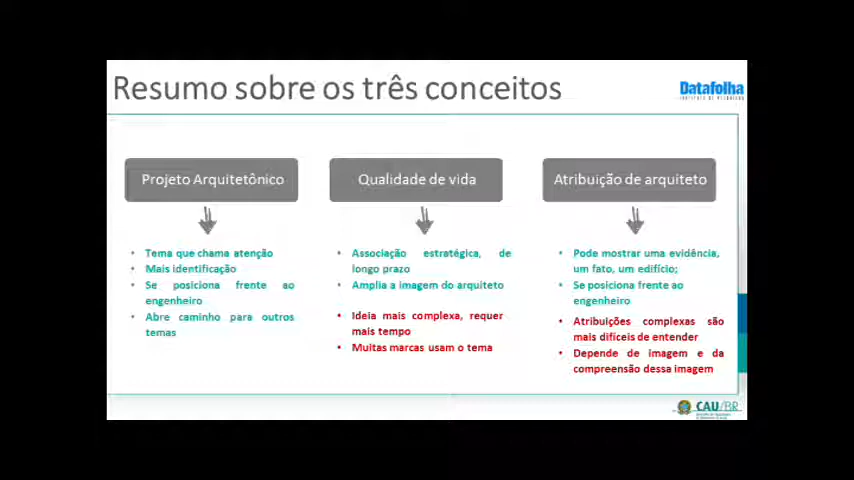 Resumo sobre os três conceitos
Datafolha
INSTITUTO DE PESQUISAS
Projeto Arquitetônico
• Tema que chama atenção
• Mais identificação
• Se posiciona frente ao
engenheiro
• Abre caminho para outros
temas
Qualidade de vida
• Associação estratégica, de
longo prazo
• Amplia a imagem do arquiteto
• Ideia mais complexa, requer
mais tempo
• Muitas marcas usam o tema
Atribuição de arquiteto
• Pode mostrar uma evidência,
um fato, um edifício;
• Se posiciona frente ao
engenheiro
• Atribuições complexas são
mais difíceis de entender
• Depende de imagem e da
compreensão dessa imagem
CAU/BR